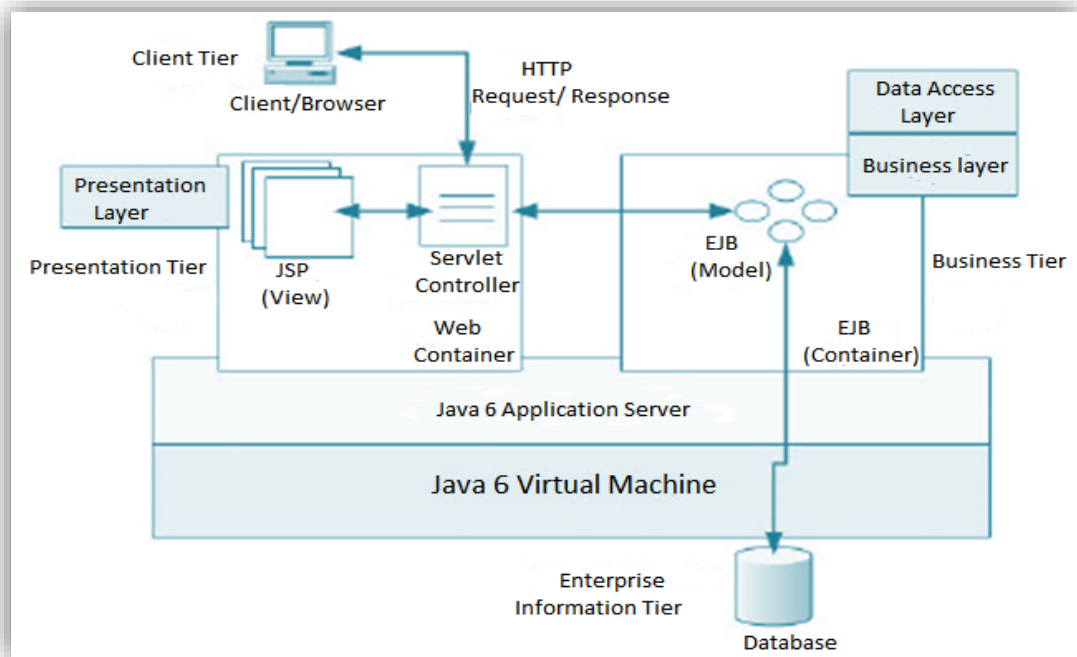 Client Tier
Client/Browser
HTTP
Request/ Response
Data Access
Layer
Business layer
Presentation
Layer
Presentation Tier
JSP
(View)
Servlet
Controller
Web
Container
EJB
(Model)
Business Tier
EJB
(Container)
Java 6 Application Server
Java 6 Virtual Machine
Enterprise
Information Tier
Database